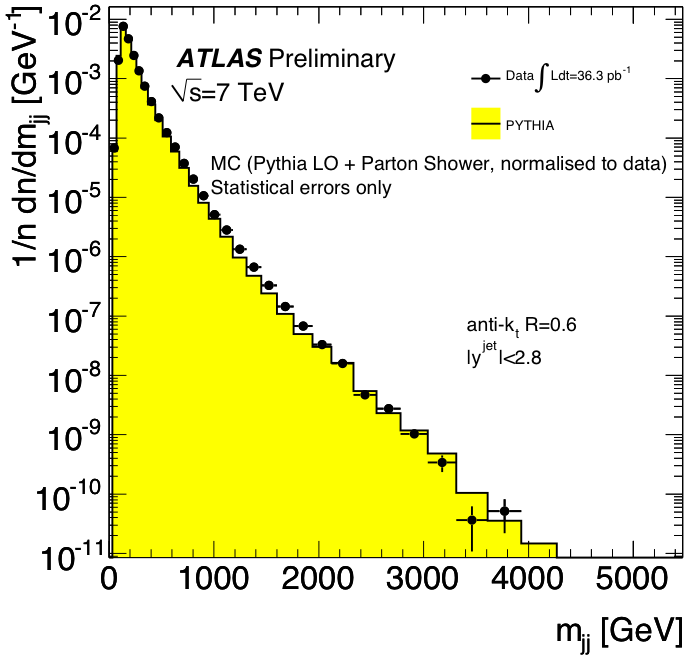 1/n dn/dm_jj [GeV^-1]
10^-2
10^-3
10^-4
10^-5
10^-6
10^-7
10^-8
10^-9
10^-10
10^-11
ATLAS Preliminary
√s=7 TeV
Data ∫Ldt=36.3 pb^-1
PYTHIA
MC (Pythia LO + Parton Shower, normalised to data)
Statistical errors only
anti-k_t R=0.6
|y^jet|<2.8
0 1000 2000 3000 4000 5000
m_jj [GeV]